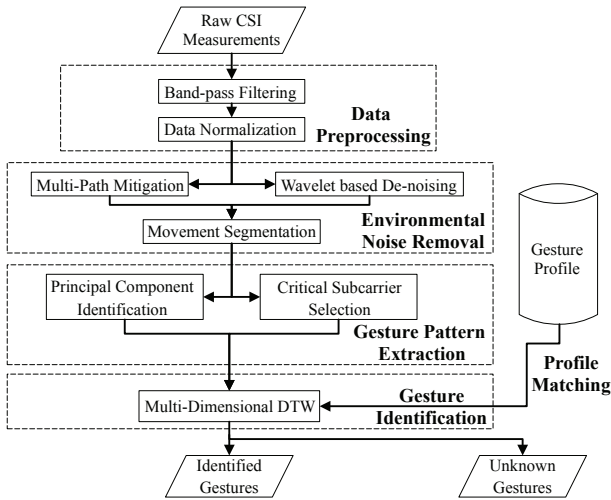 Raw CSI
Measurements
Band-pass Filtering
Data Normalization
Data
Preprocessing
Multi-Path Mitigation
Wavelet based De-noising
Movement Segmentation
Environmental
Noise Removal
Gesture
Profile
Principal Component
Identification
Critical Subcarrier
Selection
Gesture Pattern
Extraction
Profile
Matching
Multi-Dimensional DTW
Gesture
Identification
Identified
Gestures
Unknown
Gestures